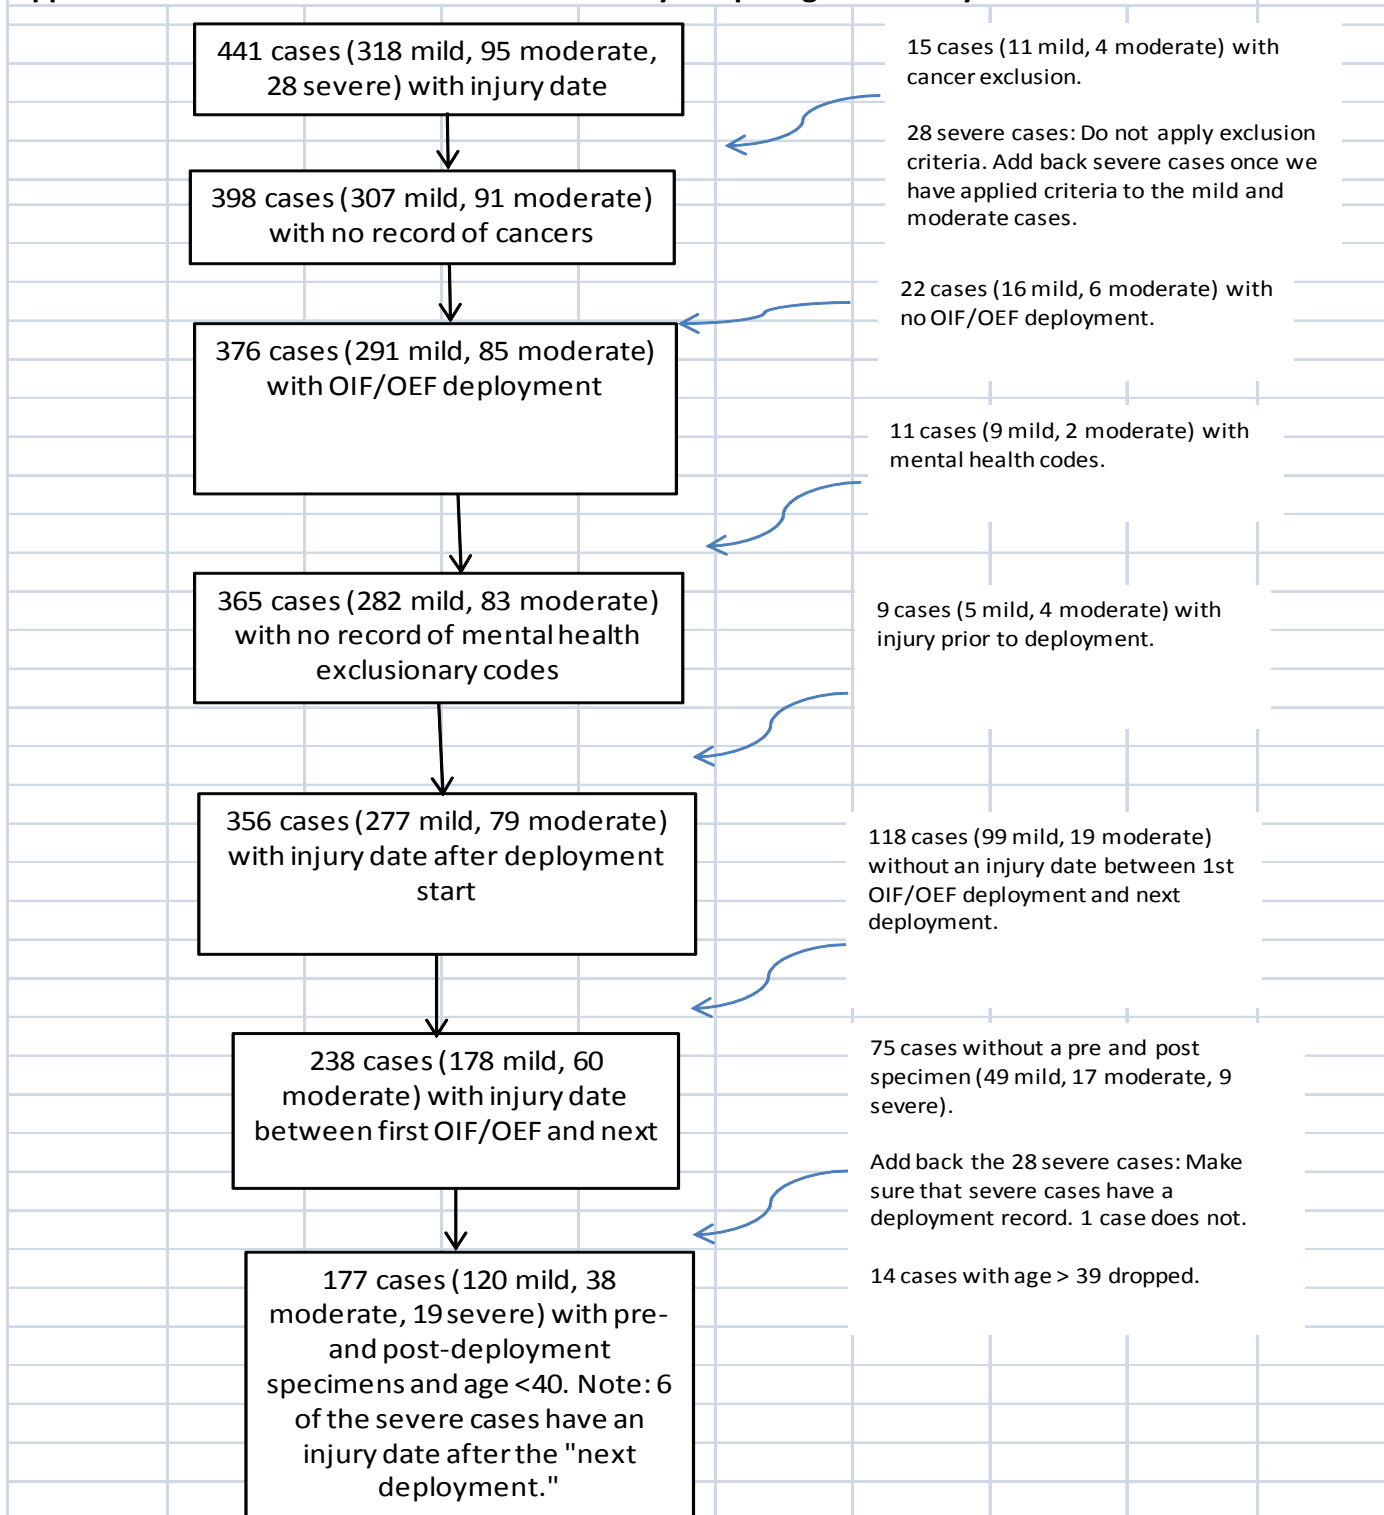 441 cases (318 mild, 95 moderate,
28 severe) with injury date
15 cases (11 mild, 4 moderate) with
cancer exclusion.
28 severe cases: Do not apply exclusion
criteria. Add back severe cases once we
have applied criteria to the mild and
moderate cases.
398 cases (307 mild, 91 moderate)
with no record of cancers
22 cases (16 mild, 6 moderate) with
no OIF/OEF deployment.
376 cases (291 mild, 85 moderate)
with OIF/OEF deployment
11 cases (9 mild, 2 moderate) with
mental health codes.
365 cases (282 mild, 83 moderate)
with no record of mental health
exclusionary codes
9 cases (5 mild, 4 moderate) with
injury prior to deployment.
356 cases (277 mild, 79 moderate)
with injury date after deployment
start
118 cases (99 mild, 19 moderate)
without an injury date between 1st
OIF/OEF deployment and next
deployment.
238 cases (178 mild, 60
moderate) with injury date
between first OIF/OEF and next
75 cases without a pre and post
specimen (49 mild, 17 moderate, 9
severe).
Add back the 28 severe cases: Make
sure that severe cases have a
deployment record. 1 case does not.
14 cases with age > 39 dropped.
177 cases (120 mild, 38
moderate, 19 severe) with pre-
and post-deployment
specimens and age <40. Note: 6
of the severe cases have an
injury date after the "next
deployment."